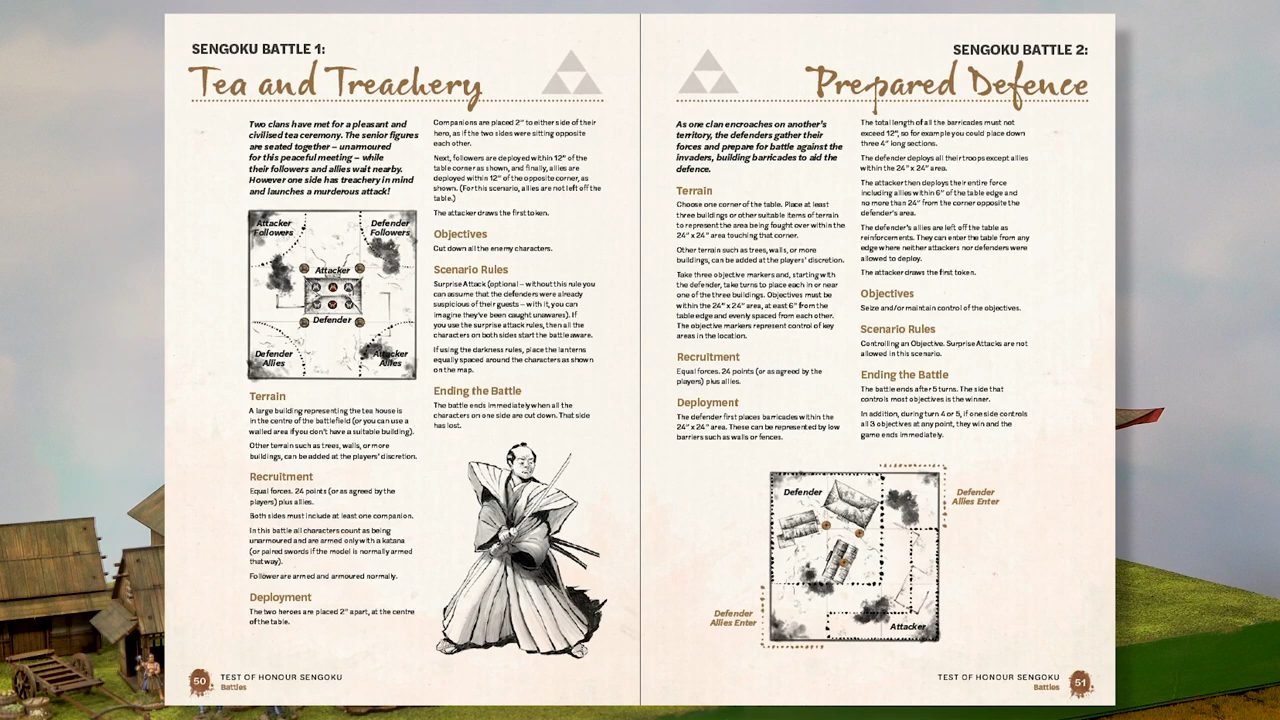 SENGOKU BATTLE 1:
Tea and Treachery
Two clans have met for a pleasant and
civilised tea ceremony. The senior figures
are seated together – unarmoured
for this peaceful meeting – while
their followers and allies wait nearby.
However one side has treachery in mind
and launches a murderous attack!
Attacker
Followers
Defender
Followers
Attacker
Defender
Defender
Allies
Attacker
Allies
Terrain
A large building representing the tea house is
in the centre of the battlefield (or you can use a
walled area if you don't have a suitable building).
Other terrain such as trees, walls, or more
buildings, can be added at the players' discretion.
Recruitment
Equal forces. 24 points (or as agreed by the
players) plus allies.
Both sides must include at least one companion.
In this battle all characters count as being
unarmoured and are armed only with a katana
(or paired swords if the model is normally armed
that way).
Follower are armed and armoured normally.
Deployment
The two heroes are placed 2" apart, at the centre
of the table.
Companions are placed 2" to either side of their
hero, as if the two sides were sitting opposite
each other.
Next, followers are deployed within 12" of the
table corner as shown, and finally, allies are
deployed within 12" of the opposite corner, as
shown. (For this scenario, allies are not left off the
table.)
The attacker draws the first token.
Objectives
Cut down all the enemy characters.
Scenario Rules
Surprise Attack (optional – without this rule you
can assume that the defenders were already
suspicious of their guests – with it, you can
imagine they've been caught unawares). If
you use the surprise attack rules, then all the
characters on both sides start the battle aware.
If using the darkness rules, place the lanterns
equally spaced around the characters as shown
on the map.
Ending the Battle
The battle ends immediately when all the
characters on one side are cut down. That side
has lost.
50
TEST OF HONOUR SENGOKU
Battles
SENGOKU BATTLE 2:
Prepared Defence
As one clan encroaches on another's
territory, the defenders gather their
forces and prepare for battle against the
invaders, building barricades to aid the
defence.
Terrain
Choose one corner of the table. Place at least
three buildings or other suitable items of terrain
to represent the area being fought over within the
24" x 24" area touching that corner.
Other terrain such as trees, walls, or more
buildings, can be added at the players' discretion.
Take three objective markers and, starting with
the defender, take turns to place each in or near
one of the three buildings. Objectives must be
within the 24" x 24" area, at least 6" from the
table edge and evenly spaced from each other.
The objective markers represent control of key
areas in the location.
Recruitment
Equal forces. 24 points (or as agreed by the
players) plus allies.
Deployment
The defender first places barricades within the
24" x 24" area. These can be represented by low
barriers such as walls or fences.
The total length of all the barricades must not
exceed 12", so for example you could place down
three 4" long sections.
The defender deploys all their troops except allies
within the 24" x 24" area.
The attacker then deploys their entire force
including allies within 6" of the table edge and
no more than 24" from the corner opposite the
defender's area.
The defender's allies are left off the table as
reinforcements. They can enter the table from any
edge where neither attackers nor defenders were
allowed to deploy.
The attacker draws the first token.
Objectives
Seize and/or maintain control of the objectives.
Scenario Rules
Controlling an Objective. Surprise Attacks are not
allowed in this scenario.
Ending the Battle
The battle ends after 5 turns. The side that
controls most objectives is the winner.
In addition, during turn 4 or 5, if one side controls
all 3 objectives at any point, they win and the
game ends immediately.
Defender
Defender
Allies Enter
Defender
Allies Enter
Attacker
TEST OF HONOUR SENGOKU
Battles
51